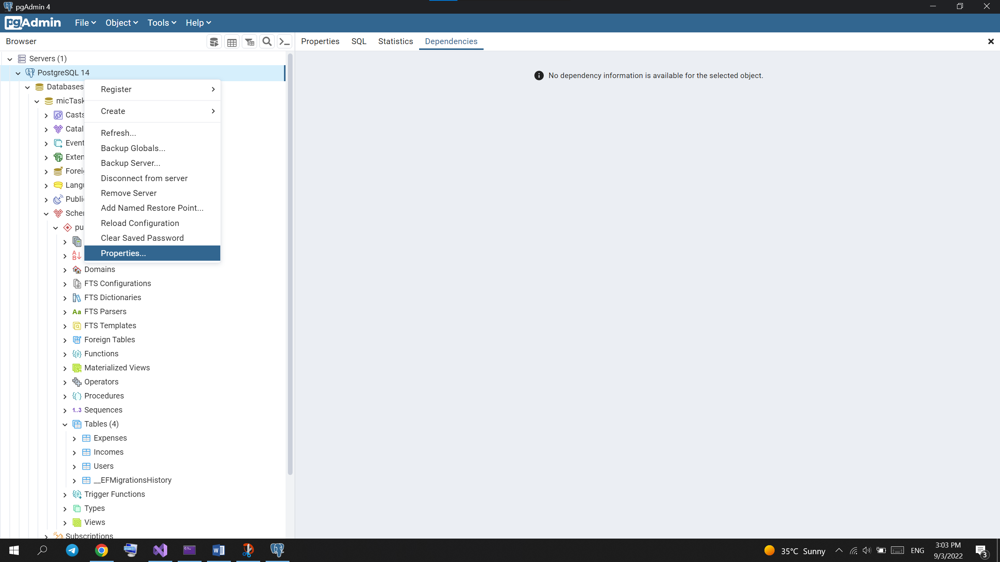 pgAdmin 4
pgAdmin File Object Tools Help
Browser
Properties SQL Statistics Dependencies
Servers (1)
PostgreSQL 14
No dependency information is available for the selected object.
Databases
micTask
Casts
Catal
Event
Exten
Foreig
Langu
Public
Schem
pu
Register
Create
Refresh...
Backup Globals...
Backup Server...
Disconnect from server
Remove Server
Add Named Restore Point...
Reload Configuration
Clear Saved Password
Properties...
A
B
Domains
FTS Configurations
FTS Dictionaries
Aa FTS Parsers
FTS Templates
Foreign Tables
Functions
Materialized Views
Operators
Procedures
1..3 Sequences
Tables (4)
Expenses
Incomes
Users
__EFMigrationsHistory
Trigger Functions
Types
Views
Subscriptions
35°C Sunny
ENG
3:03 PM
9/3/2022
3